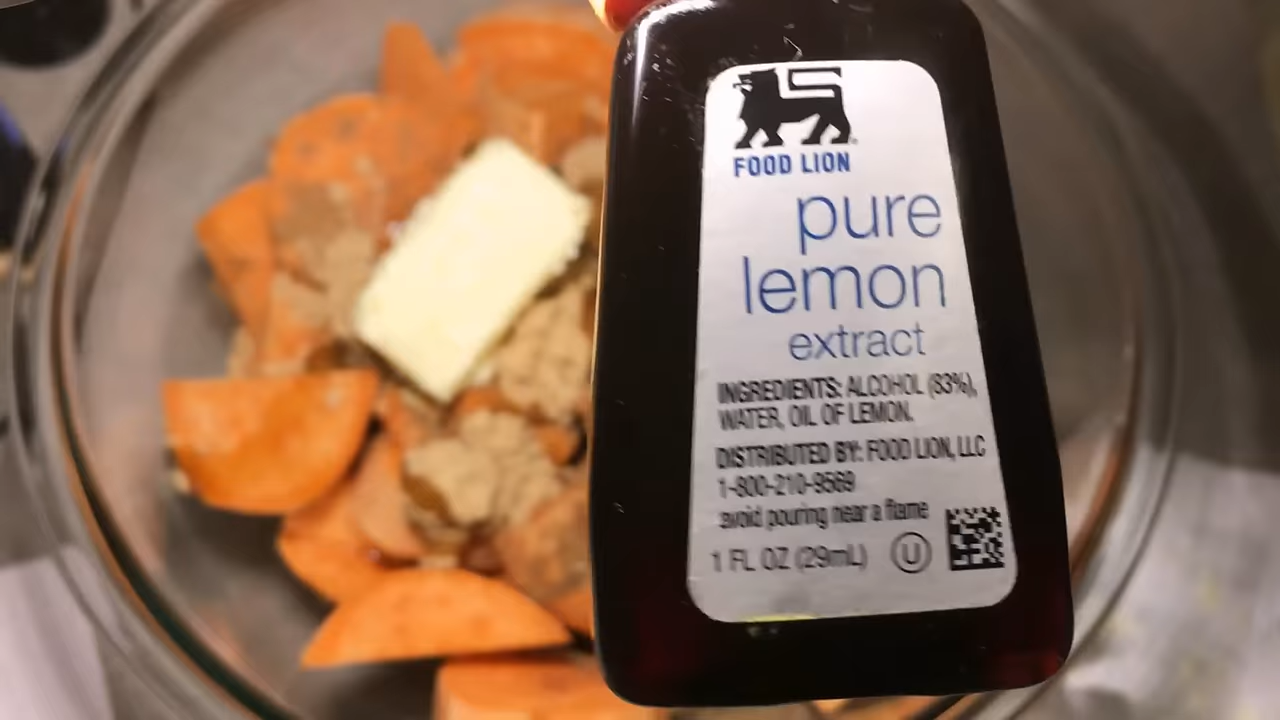 FOOD LION
pure
lemon
extract
INGREDIENTS: ALCOHOL (83%),
WATER, OIL OF LEMON.
DISTRIBUTED BY: FOOD LION, LLC
1-800-210-9569
avoid pouring near a flame
1 FL OZ (29mL) U